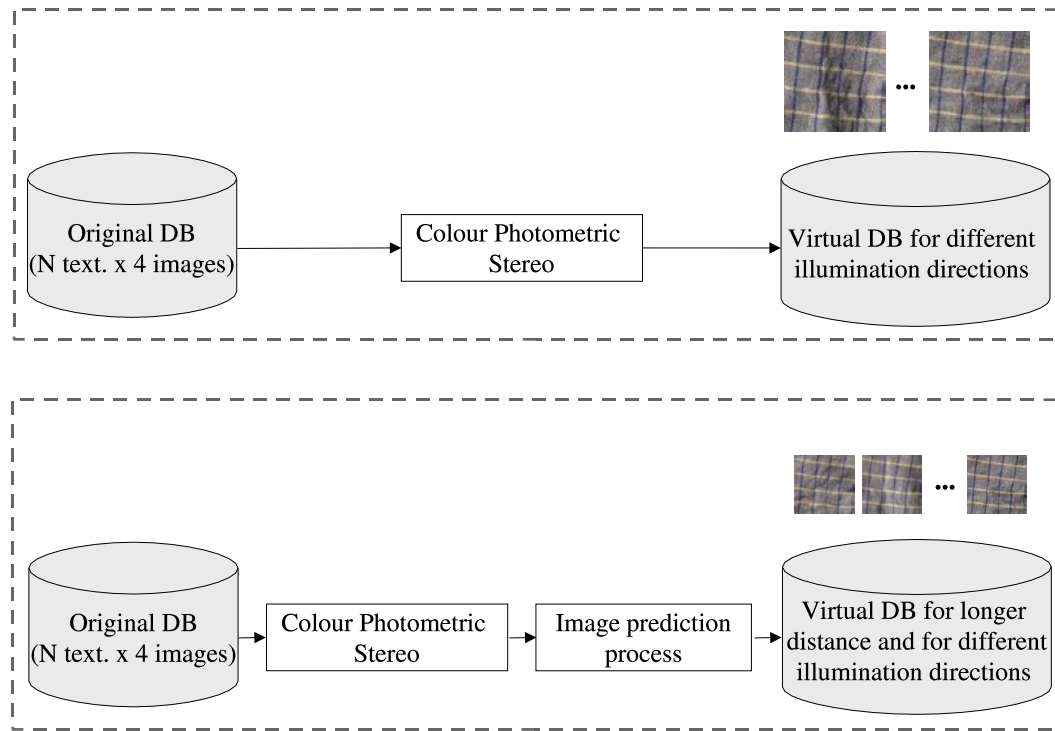 ...
Original DB
(N text. x 4 images)
Colour Photometric
Stereo
Virtual DB for different
illumination directions
...
Original DB
(N text. x 4 images)
Colour Photometric
Stereo
Image prediction
process
Virtual DB for longer
distance and for different
illumination directions